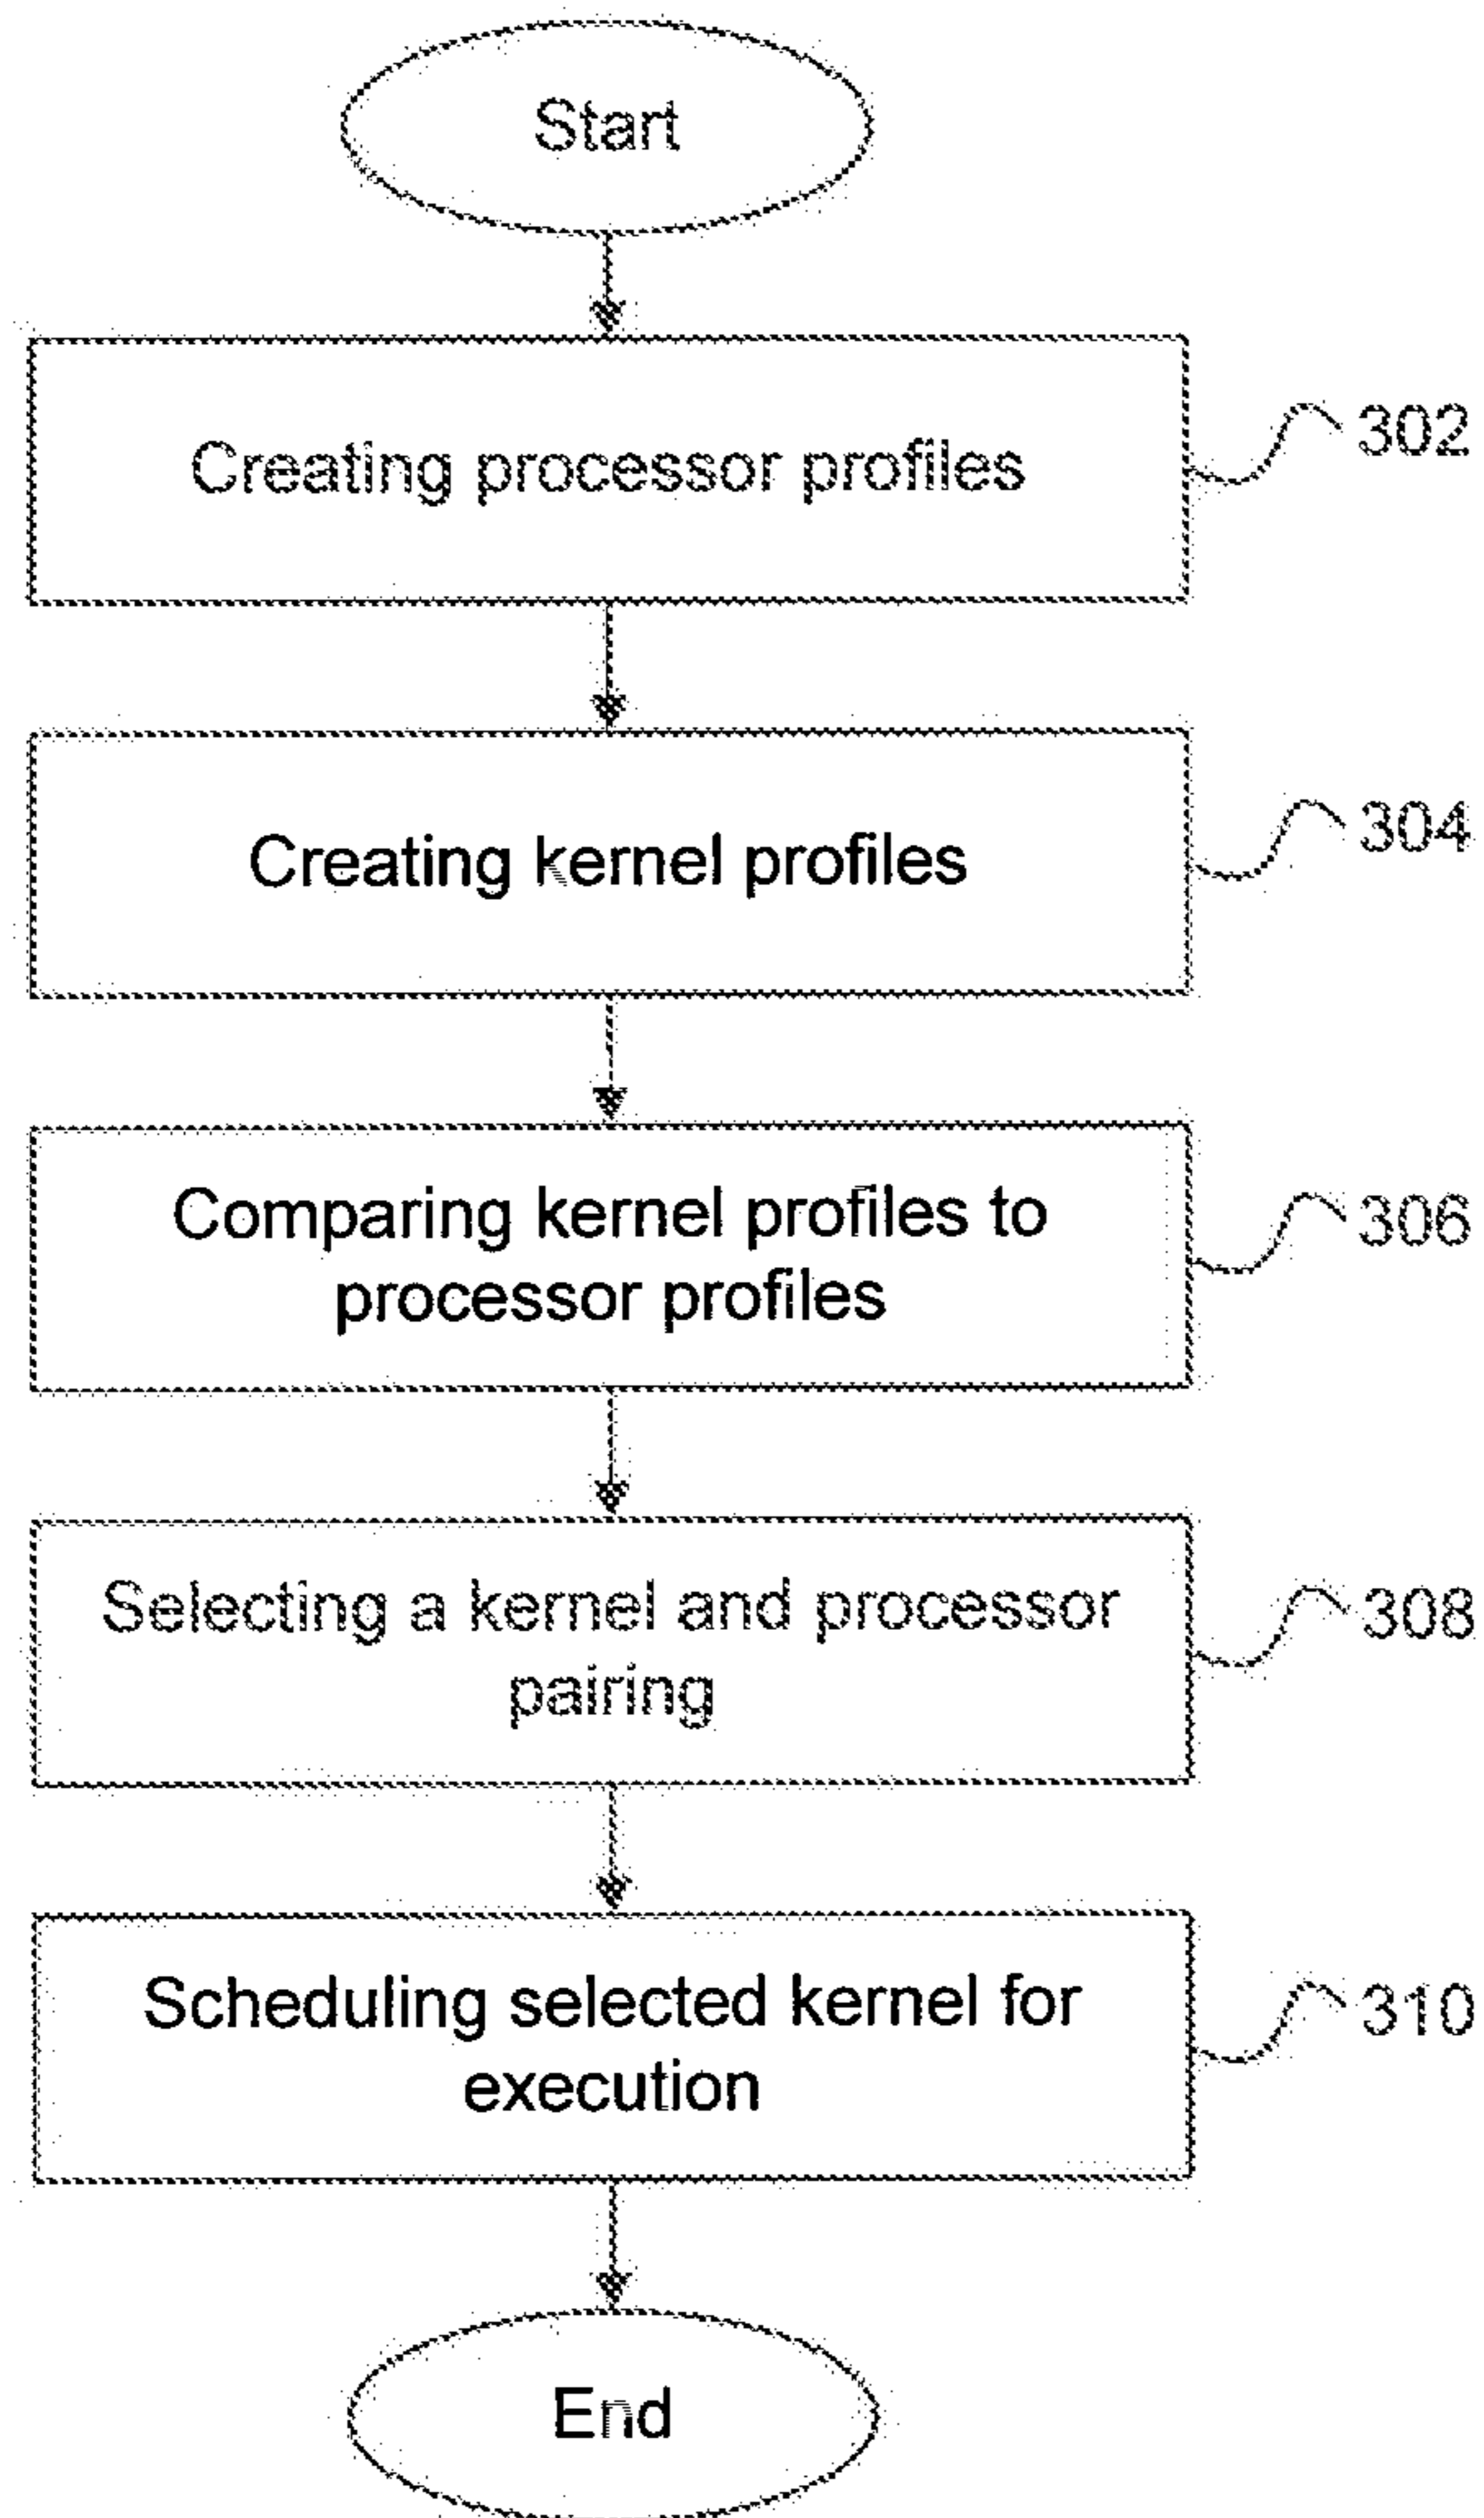 Start
Creating processor profiles
302
Creating kernel profiles
304
Comparing kernel profiles to
processor profiles
306
Selecting a kernel and processor
pairing
308
Scheduling selected kernel for
execution
310
End